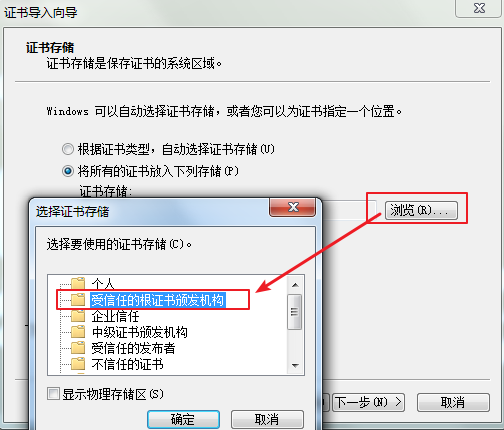 证书导入向导
证书存储
证书存储是保存证书的系统区域。
Windows 可以自动选择证书存储，或者您可以为证书指定一个位置。
根据证书类型，自动选择证书存储(U)
将所有的证书放入下列存储(P)
证书存储:
浏览(R)...
选择证书存储
选择要使用的证书存储(C)。
个人
受信任的根证书颁发机构
企业信任
中级证书颁发机构
受信任的发布者
不信任的证书
显示物理存储区(S)
确定
取消
下一步(N) >
取消